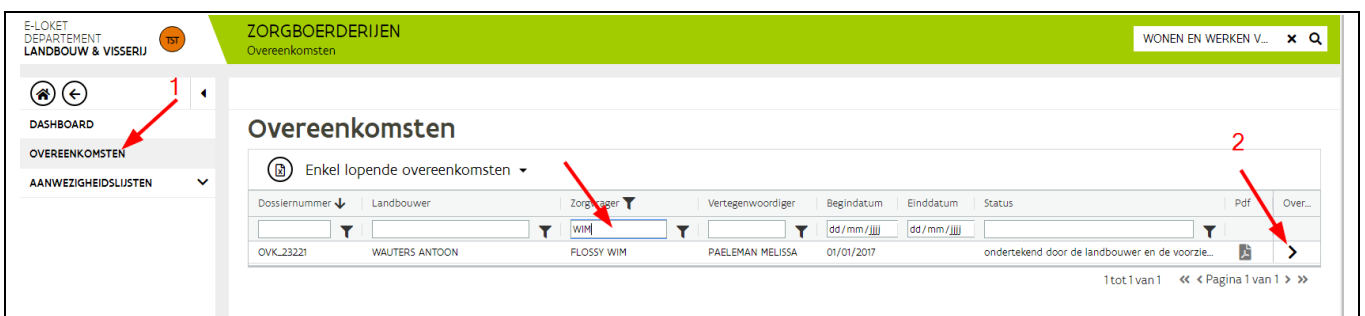 E-LOKET
DEPARTEMENT
LANDBOUW & VISSERIJ
TST
ZORGBOERDERIJEN
Overeenkomsten
WONEN EN WERKEN V...
1
DASHBOARD
OVEREENKOMSTEN
AANWEZIGHEIDSLIJSTEN
Overeenkomsten
2
Enkel lopende overeenkomsten
Dossiernummer Landbouwer Zorgvrager Vertegenwoordiger Begindatum Einddatum Status Pdf Over...
WIM dd/mm/jjjj dd/mm/jjjj
OVK_23221 WAUTERS ANTOON FLOSSY WIM PAELEMAN MELISSA 01/01/2017 ondertekend door de landbouwer en de voorzie...
1 tot 1 van 1 « < Pagina 1 van 1 > »